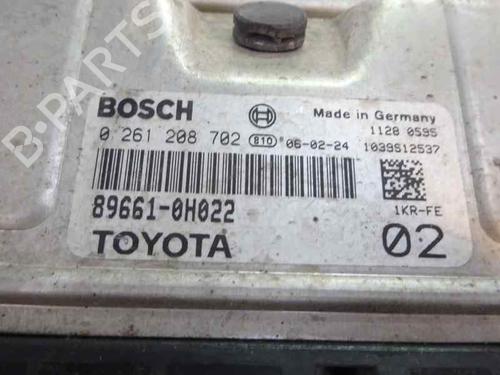 BOSCH
Made in Germany
0 261 208 702 810 06-02-24
1128 0595
1039S12537
89661-0H022
1KR-FE
TOYOTA
02
B-Parts